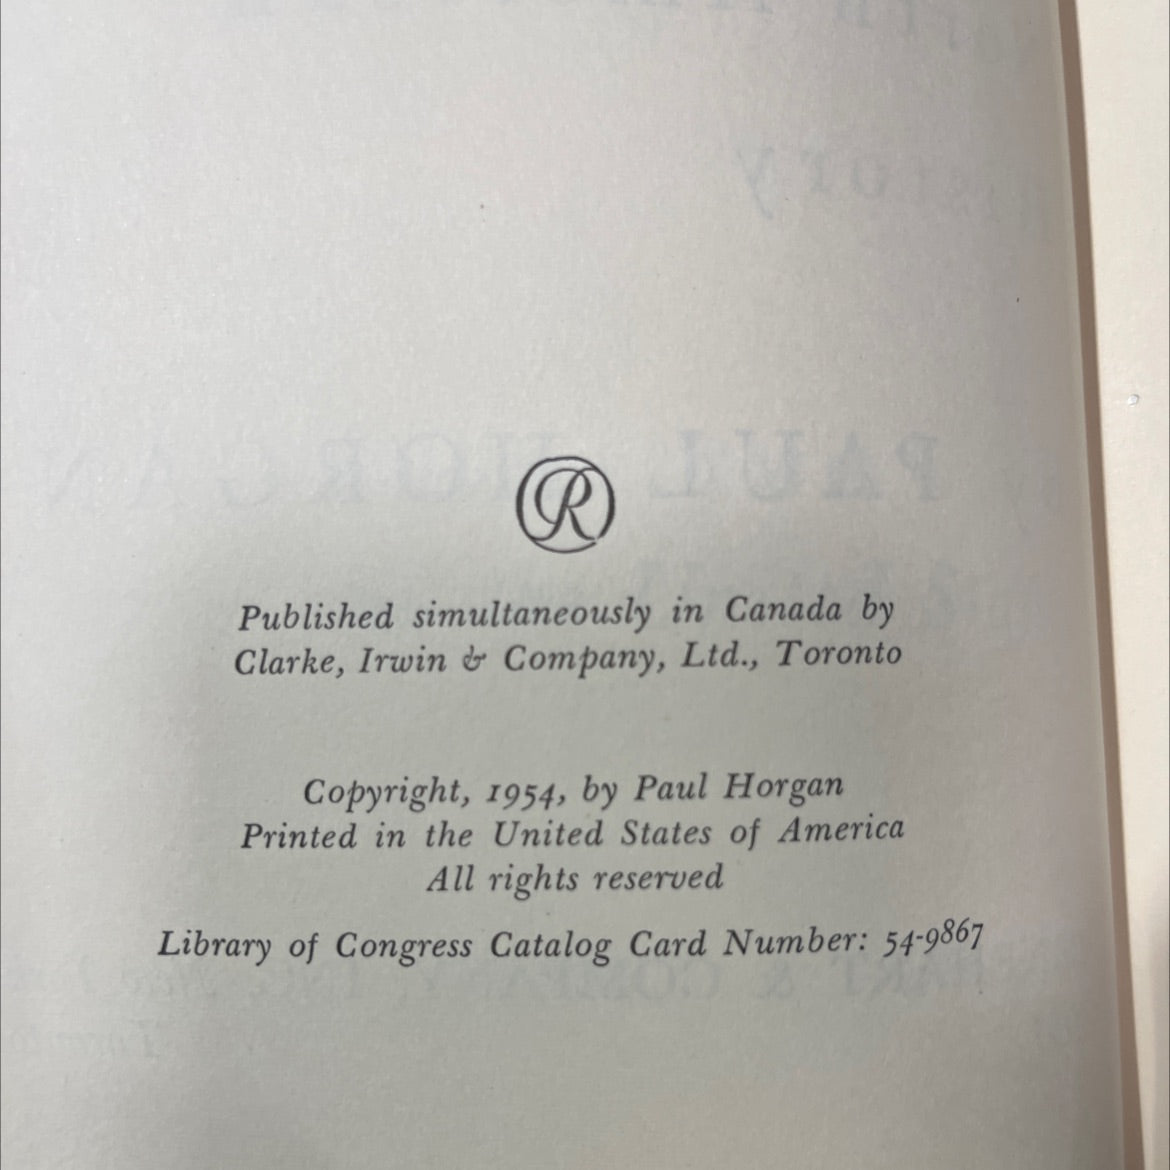 R
Published simultaneously in Canada by
Clarke, Irwin & Company, Ltd., Toronto
Copyright, 1954, by Paul Horgan
Printed in the United States of America
All rights reserved
Library of Congress Catalog Card Number: 54-9867